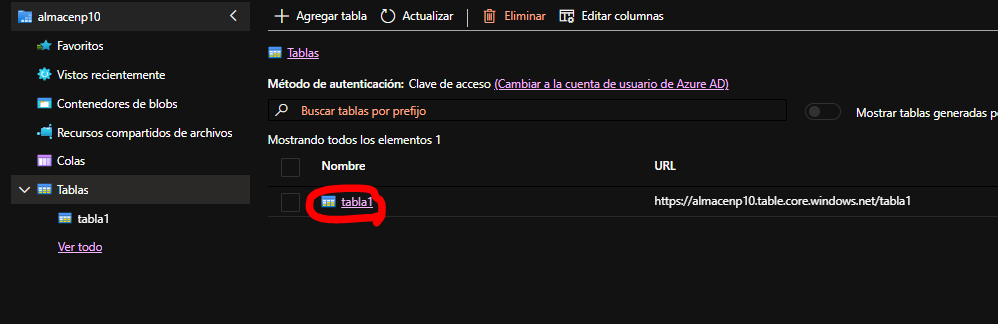 almacenp10
Favoritos
Vistos recientemente
Contenedores de blobs
Recursos compartidos de archivos
Colas
Tablas
tabla1
Ver todo
Agregar tabla Actualizar Eliminar Editar columnas
Tablas
Método de autenticación: Clave de acceso (Cambiar a la cuenta de usuario de Azure AD)
Buscar tablas por prefijo Mostrar tablas generadas
Mostrando todos los elementos 1
Nombre URL
tabla1 https://almacenp10.table.core.windows.net/tabla1